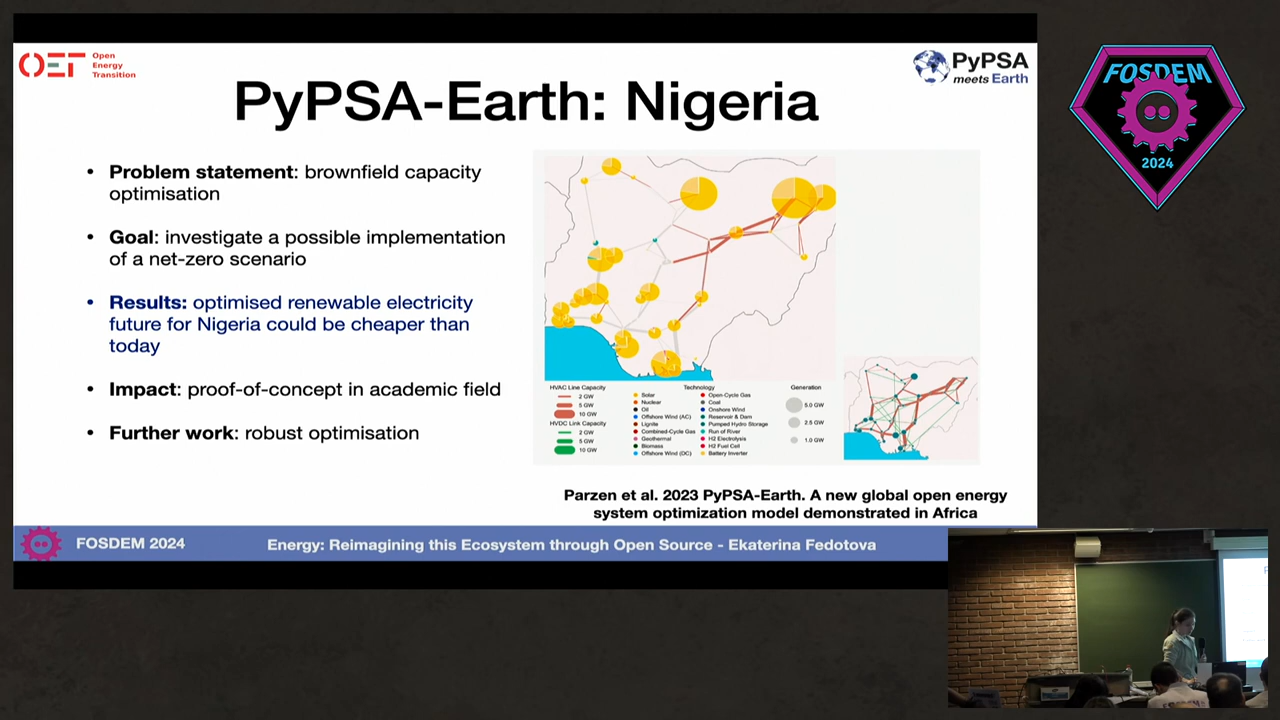 OET
Open
Energy
Transition
PyPSA
meets Earth
PyPSA-Earth: Nigeria
• Problem statement: brownfield capacity
optimisation
• Goal: investigate a possible implementation
of a net-zero scenario
• Results: optimised renewable electricity
future for Nigeria could be cheaper than
today
• Impact: proof-of-concept in academic field
• Further work: robust optimisation
HVAC Line Capacity
2 GW
5 GW
10 GW
HVDC Link Capacity
2 GW
5 GW
10 GW
Technology
Solar
Nuclear
Oil
Offshore Wind (AC)
Lignite
Combined-Cycle Gas
Geothermal
Biomass
Offshore Wind (DC)
Open-Cycle Gas
Coal
Onshore Wind
Reservoir & Dam
Pumped Hydro Storage
Run of River
H2 Electrolysis
H2 Fuel Cell
Battery Inverter
Generation
5.0 GW
2.5 GW
1.0 GW
Parzen et al. 2023 PyPSA-Earth. A new global open energy
system optimization model demonstrated in Africa
FOSDEM 2024
Energy: Reimagining this Ecosystem through Open Source - Ekaterina Fedotova
FOSDEM
2024